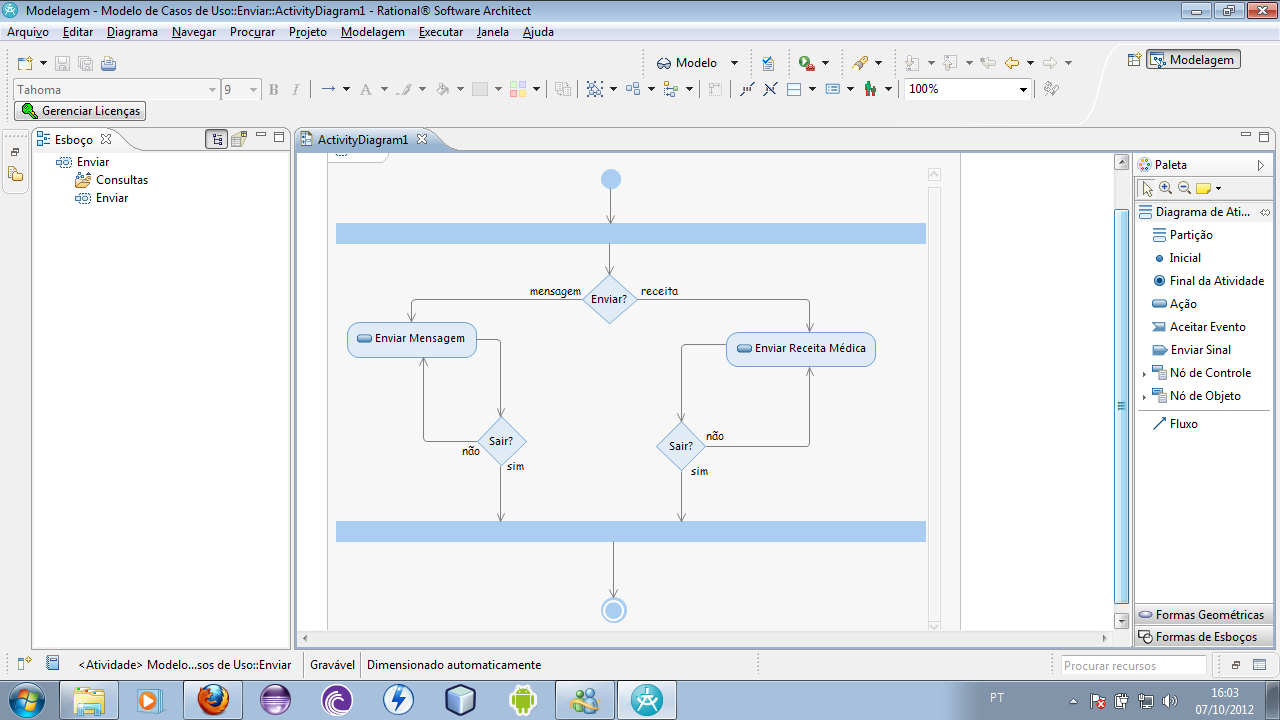 Modelagem - Modelo de Casos de Uso::Enviar::ActivityDiagram1 - Rational® Software Architect
Arquivo Editar Diagrama Navegar Procurar Projeto Modelagem Executar Janela Ajuda
Modelo
Modelagem
Tahoma 9 B I A 100%
Gerenciar Licenças
Esboço
Enviar
Consultas
Enviar
ActivityDiagram1
mensagem Enviar? receita
Enviar Mensagem
Enviar Receita Médica
Sair?
não
sim
Sair?
não
sim
Paleta
Diagrama de Ati...
Partição
Inicial
Final da Atividade
Ação
Aceitar Evento
Enviar Sinal
Nó de Controle
Nó de Objeto
Fluxo
Formas Geométricas
Formas de Esboços
<Atividade> Modelo...sos de Uso::Enviar Gravável Dimensionado automaticamente Procurar recursos
PT
16:03
07/10/2012